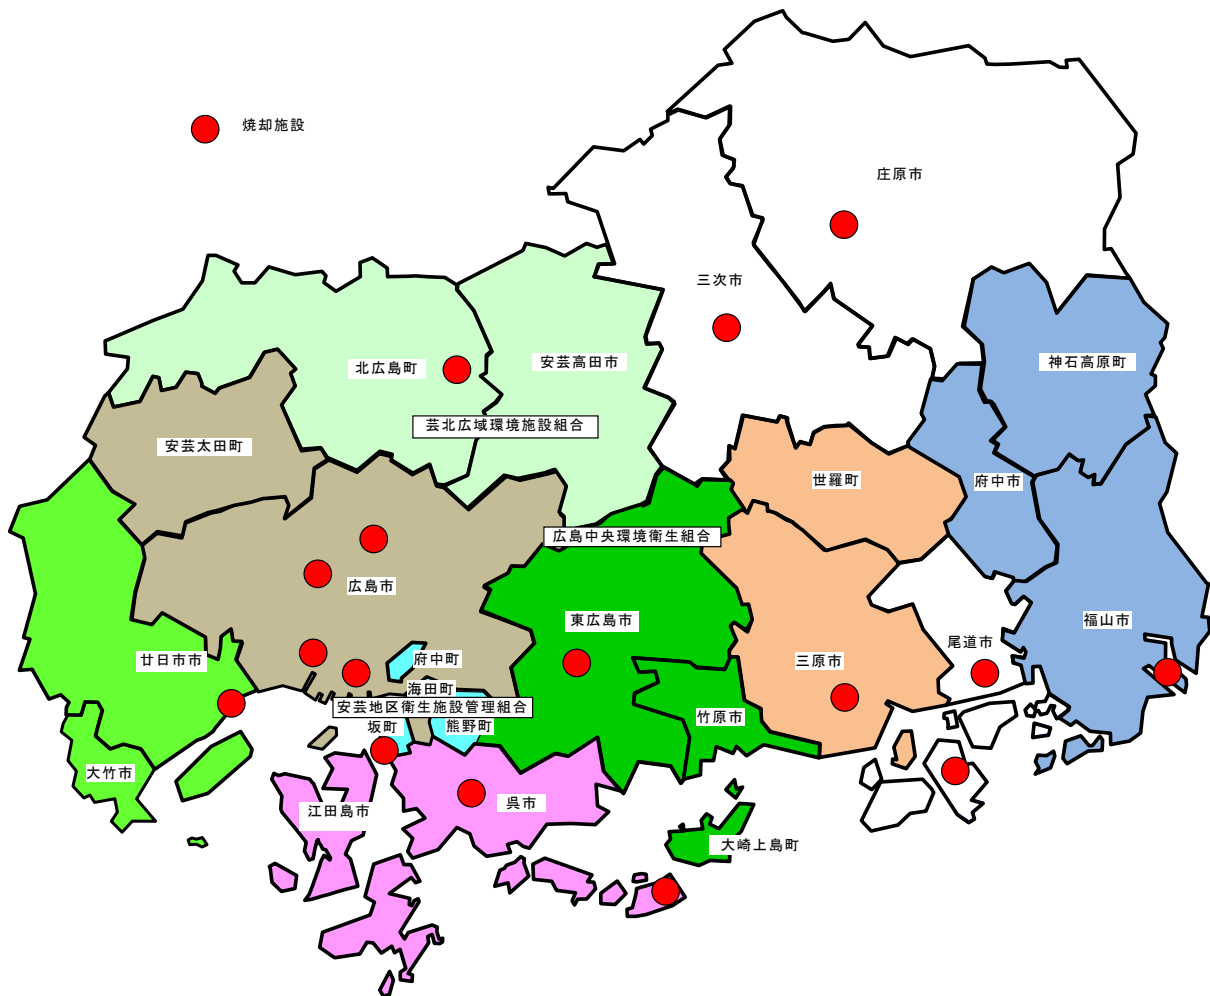 焼却施設
庄原市
三次市
北広島町
安芸高田市
神石高原町
芸北広域環境施設組合
安芸太田町
世羅町
府中市
広島中央環境衛生組合
広島市
東広島市
福山市
尾道市
廿日市市
府中町
三原市
海田町
安芸地区衛生施設管理組合
坂町
熊野町
竹原市
大竹市
江田島市
呉市
大崎上島町